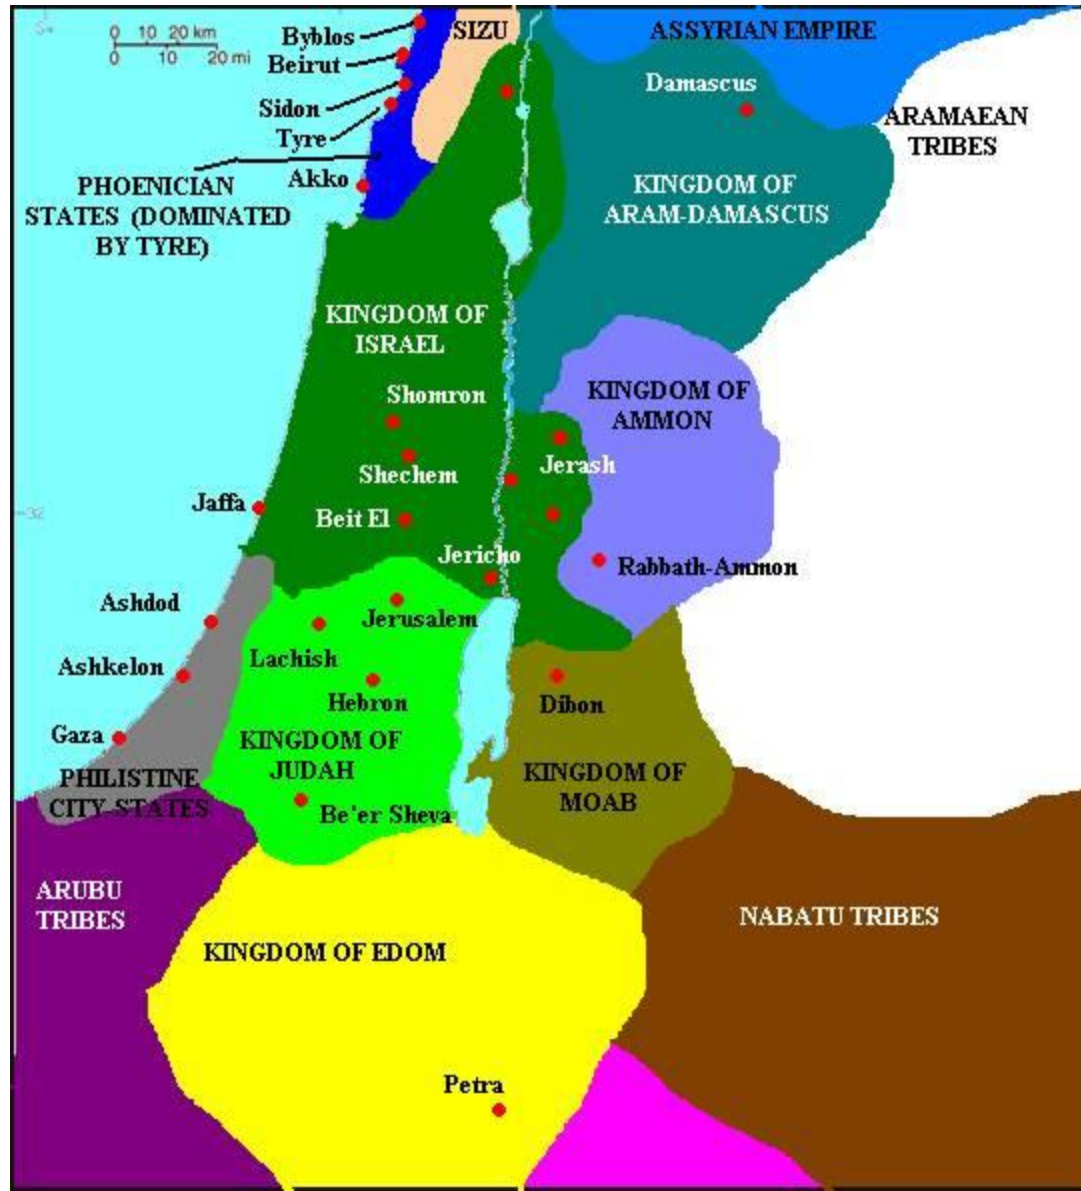 0 10 20 km
0 10 20 mi
Byblos
Beirut
Sidon
Tyre
Akko
PHOENICIAN
STATES (DOMINATED
BY TYRE)
SIZU
ASSYRIAN EMPIRE
Damascus
ARAMAEAN
TRIBES
KINGDOM OF
ARAM-DAMASCUS
KINGDOM OF
ISRAEL
Shomron
Shechem
KINGDOM OF
AMMON
Jerash
Jaffa
32
Beit El
Jericho
Rabbath-Ammon
Ashdod
Jerusalem
Lachish
Ashkelon
Hebron
Dibon
Gaza
KINGDOM OF
JUDAH
PHILISTINE
CITY-STATES
Be'er Sheva
KINGDOM OF
MOAB
ARUBU
TRIBES
NABATU TRIBES
KINGDOM OF EDOM
Petra